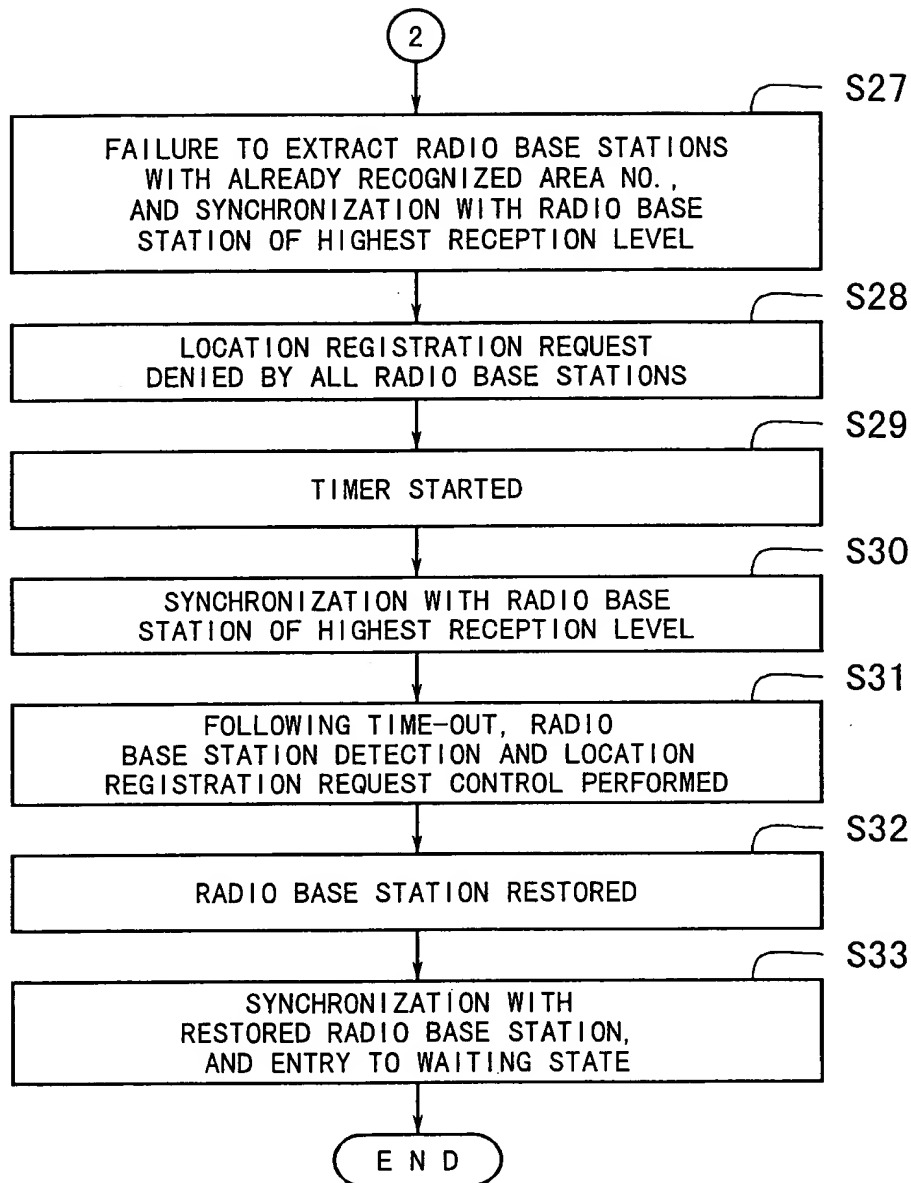 2
S27
FAILURE TO EXTRACT RADIO BASE STATIONS
WITH ALREADY RECOGNIZED AREA NO.,
AND SYNCHRONIZATION WITH RADIO BASE
STATION OF HIGHEST RECEPTION LEVEL
S28
LOCATION REGISTRATION REQUEST
DENIED BY ALL RADIO BASE STATIONS
S29
TIMER STARTED
S30
SYNCHRONIZATION WITH RADIO BASE
STATION OF HIGHEST RECEPTION LEVEL
S31
FOLLOWING TIME-OUT, RADIO
BASE STATION DETECTION AND LOCATION
REGISTRATION REQUEST CONTROL PERFORMED
S32
RADIO BASE STATION RESTORED
S33
SYNCHRONIZATION WITH
RESTORED RADIO BASE STATION,
AND ENTRY TO WAITING STATE
E N D